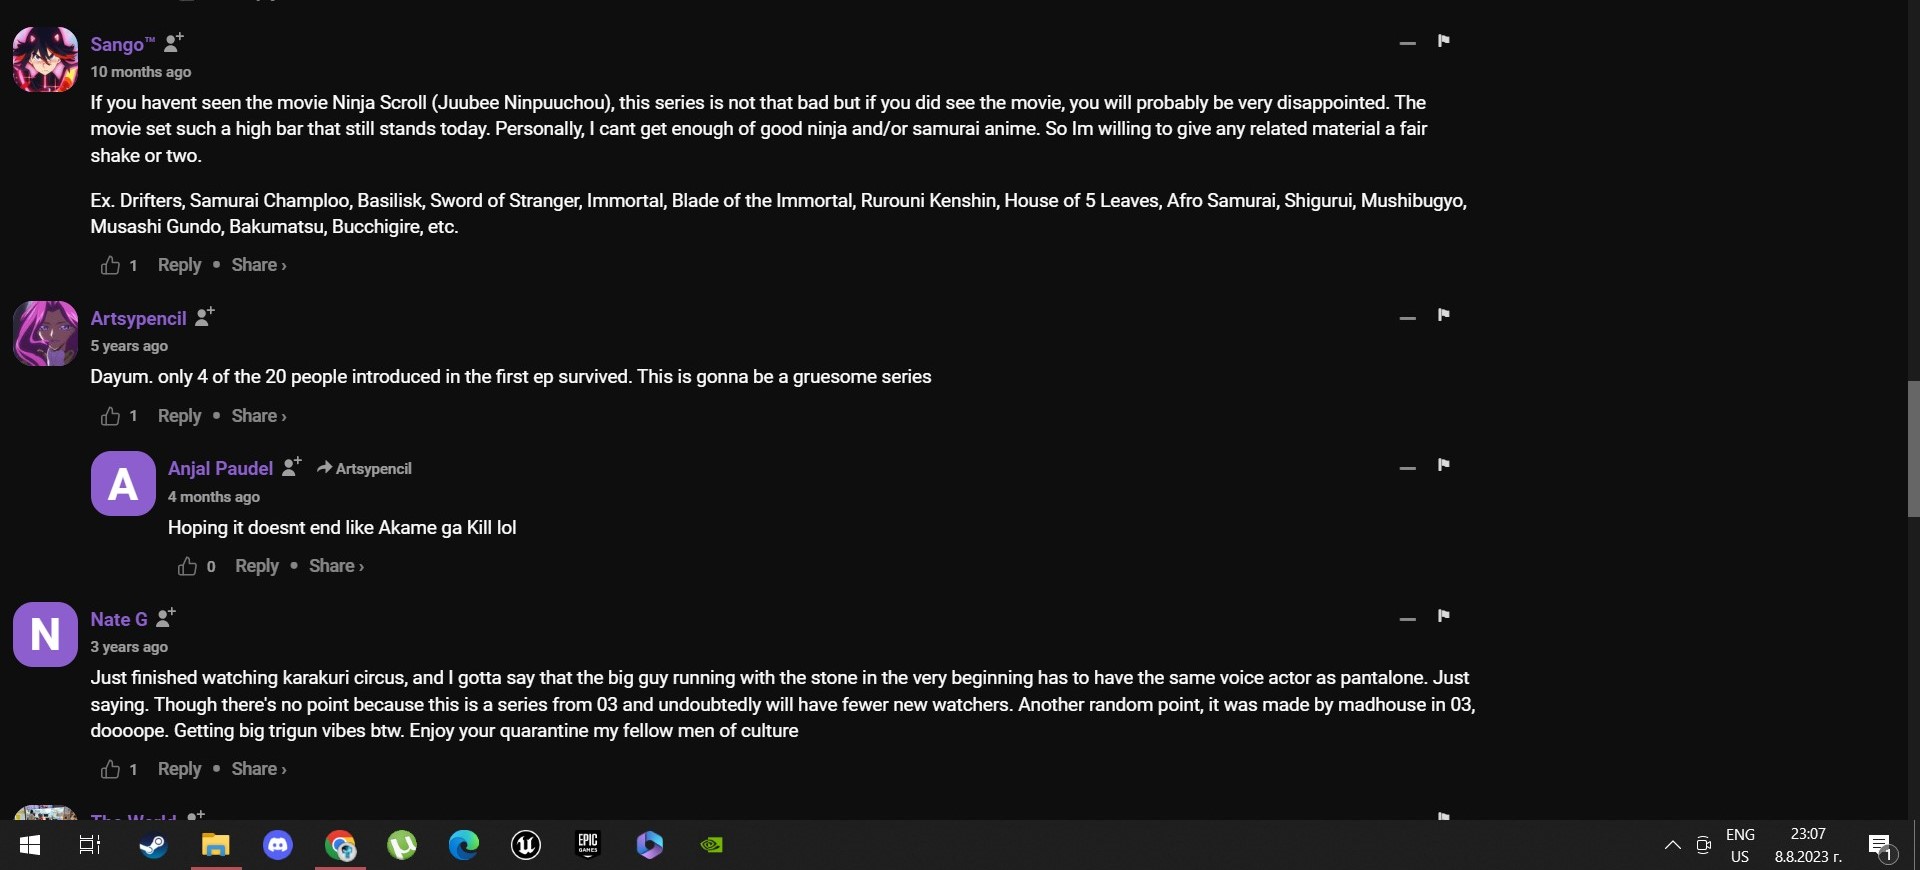 Sango™
10 months ago
If you havent seen the movie Ninja Scroll (Juubee Ninpuuchou), this series is not that bad but if you did see the movie, you will probably be very disappointed. The
movie set such a high bar that still stands today. Personally, I cant get enough of good ninja and/or samurai anime. So Im willing to give any related material a fair
shake or two.
Ex. Drifters, Samurai Champloo, Basilisk, Sword of Stranger, Immortal, Blade of the Immortal, Rurouni Kenshin, House of 5 Leaves, Afro Samurai, Shigurui, Mushibugyo,
Musashi Gundo, Bakumatsu, Bucchigire, etc.
1 Reply • Share ›
Artsypencil
5 years ago
Dayum. only 4 of the 20 people introduced in the first ep survived. This is gonna be a gruesome series
1 Reply • Share ›
A
Anjal Paudel Artsypencil
4 months ago
Hoping it doesnt end like Akame ga Kill lol
0 Reply • Share ›
N
Nate G
3 years ago
Just finished watching karakuri circus, and I gotta say that the big guy running with the stone in the very beginning has to have the same voice actor as pantalone. Just
saying. Though there's no point because this is a series from 03 and undoubtedly will have fewer new watchers. Another random point, it was made by madhouse in 03,
doooope. Getting big trigun vibes btw. Enjoy your quarantine my fellow men of culture
1 Reply • Share ›
The World
EPIC
GAMES
ENG
US
23:07
8.8.2023 г.
1